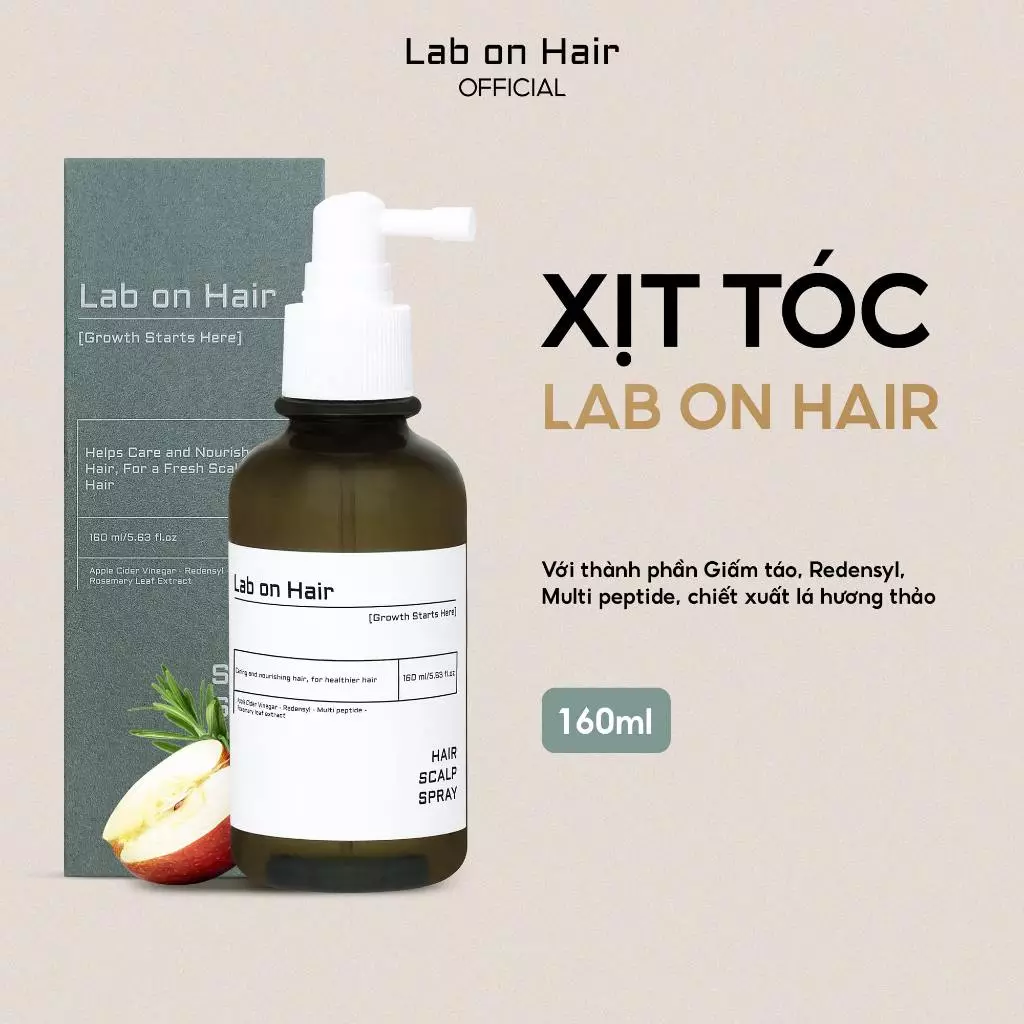 Lab on Hair
OFFICIAL
Lab on Hair
[Growth Starts Here]
Helps Care and Nourish
Hair, For a Fresh
Hair
160 ml/5.63 fl.oz
Apple Cider Vinegar - Redensyl
Rosemary Leaf Extract
Lab on Hair
[Growth Starts Here]
Caring and nourishing hair, for healthier hair
160 ml/5.63 fl.oz
Apple Cider Vinegar - Redensyl - Multi peptide -
Rosemary leaf extract
HAIR
SCALP
SPRAY
XỊT TÓC
LAB ON HAIR
Với thành phần Giấm táo, Redensyl,
Multi peptide, chiết xuất lá hương thảo
160ml